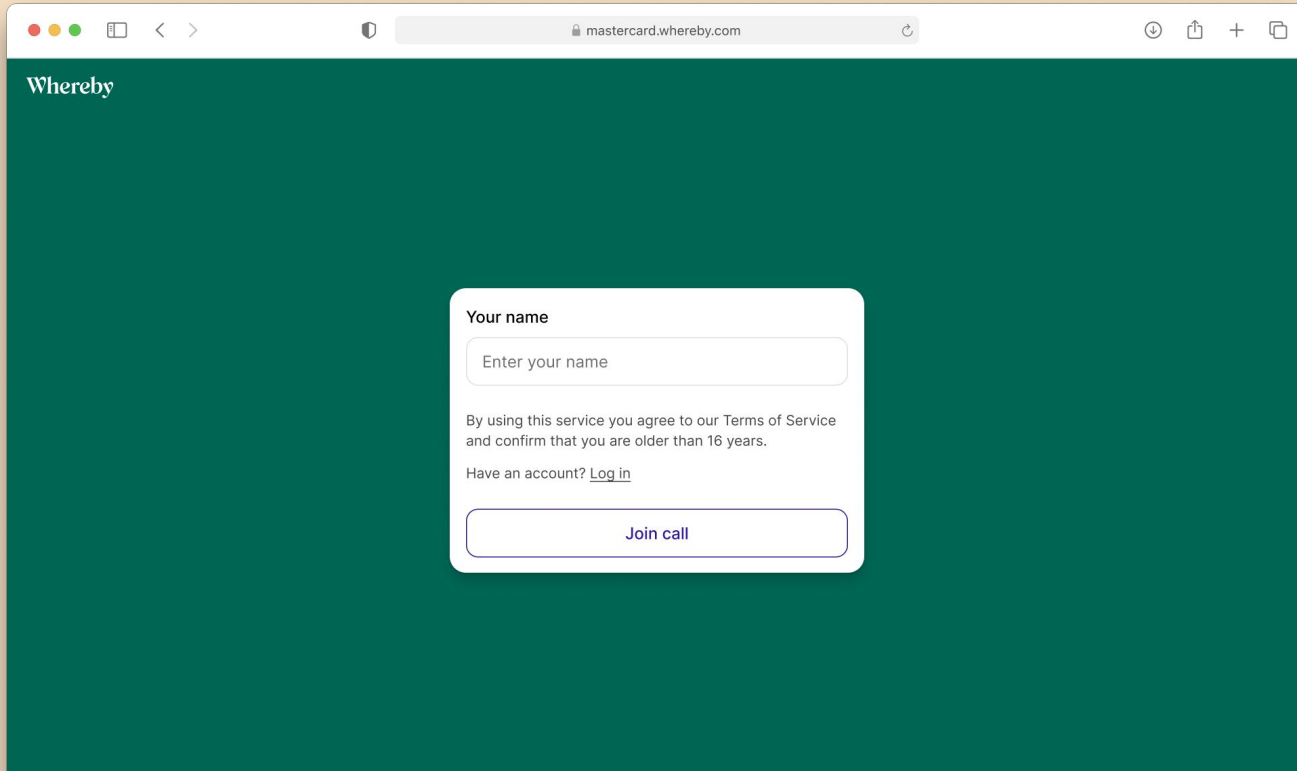 mastercard.whereby.com
Whereby
Your name
Enter your name
By using this service you agree to our Terms of Service
and confirm that you are older than 16 years.
Have an account? Log in
Join call